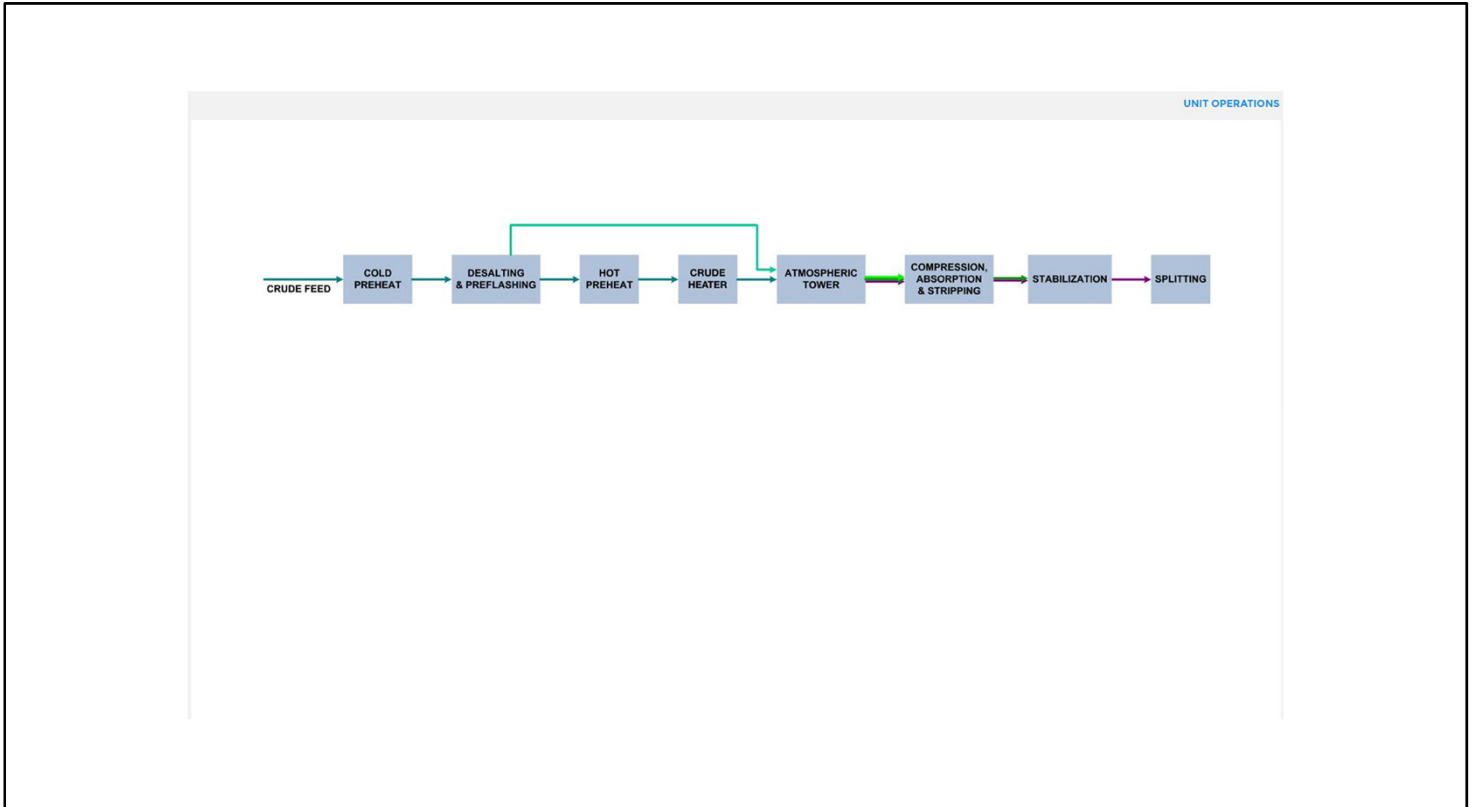 UNIT OPERATIONS
CRUDE FEED
COLD
PREHEAT
DESALTING
& PREFLASHING
HOT
PREHEAT
CRUDE
HEATER
ATMOSPHERIC
TOWER
COMPRESSION,
ABSORPTION
& STRIPPING
STABILIZATION
SPLITTING